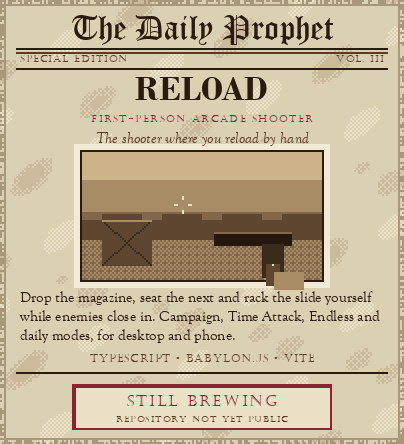 The Daily Prophet
SPECIAL EDITION
VOL. III
RELOAD
FIRST-PERSON ARCADE SHOOTER
The shooter where you reload by hand
Drop the magazine, seat the next and rack the slide yourself
while enemies close in. Campaign, Time Attack, Endless and
daily modes, for desktop and phone.
TYPESCRIPT · BABYLON.JS · VITE
STILL BREWING
REPOSITORY NOT YET PUBLIC